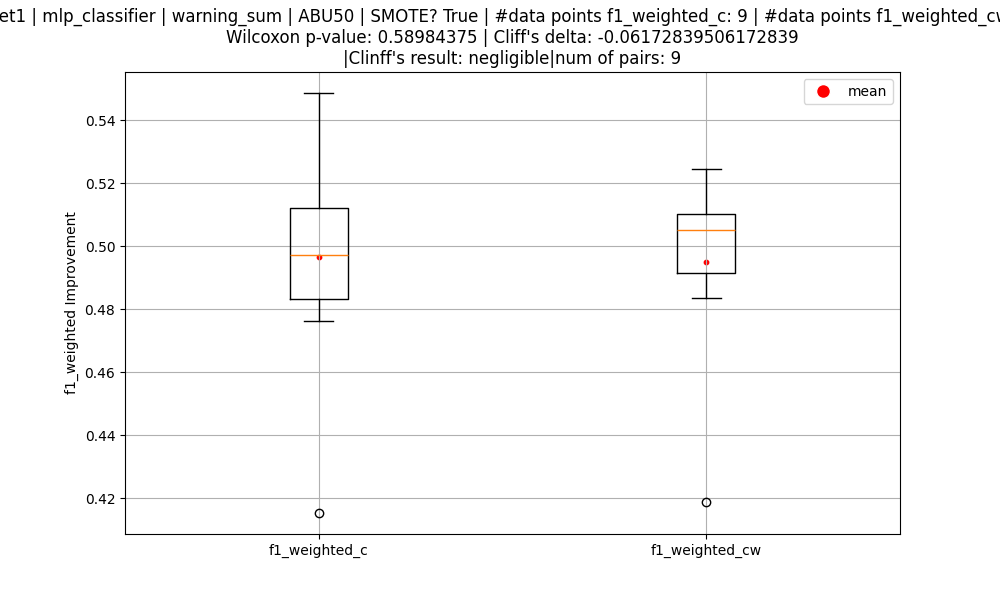 et1 | mlp_classifier | warning_sum | ABU50 | SMOTE? True | #data points f1_weighted_c: 9 | #data points f1_weighted_cw
Wilcoxon p-value: 0.58984375 | Cliff's delta: -0.06172839506172839
|Clinff's result: negligible|num of pairs: 9
mean
0.54
0.52
0.50
0.48
0.46
0.44
0.42
f1_weighted Improvement
f1_weighted_c
f1_weighted_cw